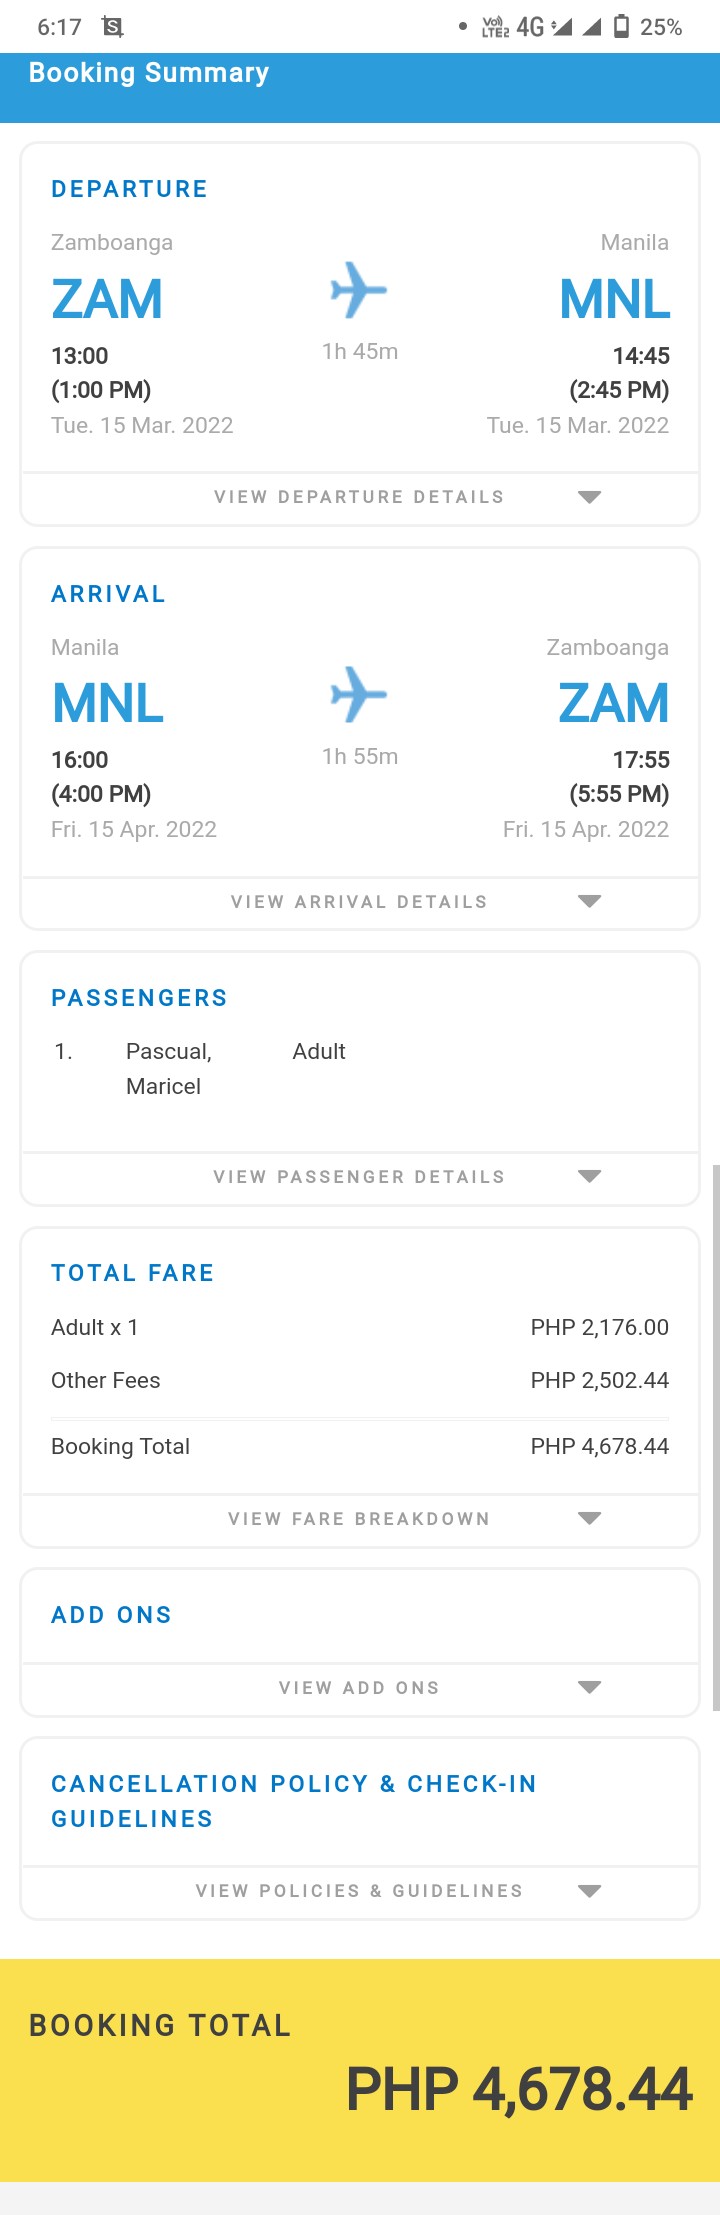 6:17 S Vo)) LTE2 4G 25%
Booking Summary
DEPARTURE
Zamboanga Manila
ZAM MNL
1h 45m
13:00 14:45
(1:00 PM) (2:45 PM)
Tue. 15 Mar. 2022 Tue. 15 Mar. 2022
VIEW DEPARTURE DETAILS
ARRIVAL
Manila Zamboanga
MNL ZAM
1h 55m
16:00 17:55
(4:00 PM) (5:55 PM)
Fri. 15 Apr. 2022 Fri. 15 Apr. 2022
VIEW ARRIVAL DETAILS
PASSENGERS
1. Pascual, Adult
Maricel
VIEW PASSENGER DETAILS
TOTAL FARE
Adult x 1 PHP 2,176.00
Other Fees PHP 2,502.44
Booking Total PHP 4,678.44
VIEW FARE BREAKDOWN
ADD ONS
VIEW ADD ONS
CANCELLATION POLICY & CHECK-IN
GUIDELINES
VIEW POLICIES & GUIDELINES
BOOKING TOTAL
PHP 4,678.44